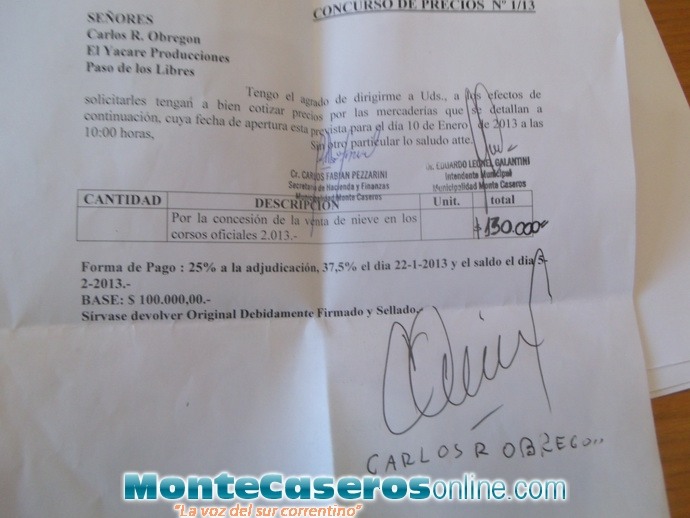 CONCURSO DE PRECIOS Nº 1/13
SEÑORES
Carlos R. Obregon
El Yacare Producciones
Paso de los Libres
Tengo el agrado de dirigirme a Uds., a los efectos de
solicitarles tengan a bien cotizar precios por las mercaderías que se detallan a
continuación, cuya fecha de apertura esta prevista para el día 10 de Enero de 2013 a las
10:00 horas,
Sin otro particular lo saludo atte.
Cr. CARLOS FABIAN PEZZARINI
Secretario de Hacienda y Finanzas
Municipalidad Monte Caseros
Dr. EDUARDO LEONEL GALANTINI
Intendente Municipal
Municipalidad Monte Caseros
CANTIDAD DESCRIPCIÓN Unit. total
Por la concesión de la venta de nieve en los
corsos oficiales 2.013.-
$ 130.000
Forma de Pago : 25% a la adjudicación, 37,5% el dia 22-1-2013 y el saldo el dia 5-
2-2013.-
BASE: $ 100.000,00.-
Sírvase devolver Original Debidamente Firmado y Sellado.-
CARLOS R OBREGON
MonteCaserosonline.com
"La voz del sur correntino"